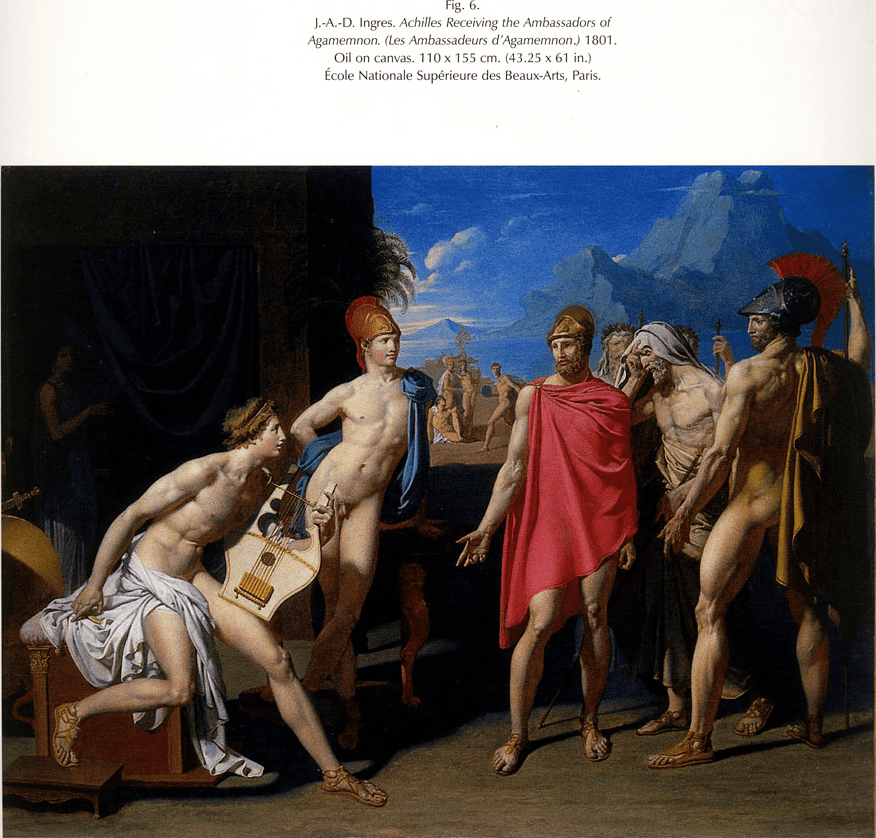 Fig. 6.
J.-A.-D. Ingres. Achilles Receiving the Ambassadors of
Agamemnon. (Les Ambassadeurs d'Agamemnon.) 1801.
Oil on canvas. 110 x 155 cm. (43.25 x 61 in.)
École Nationale Supérieure des Beaux-Arts, Paris.